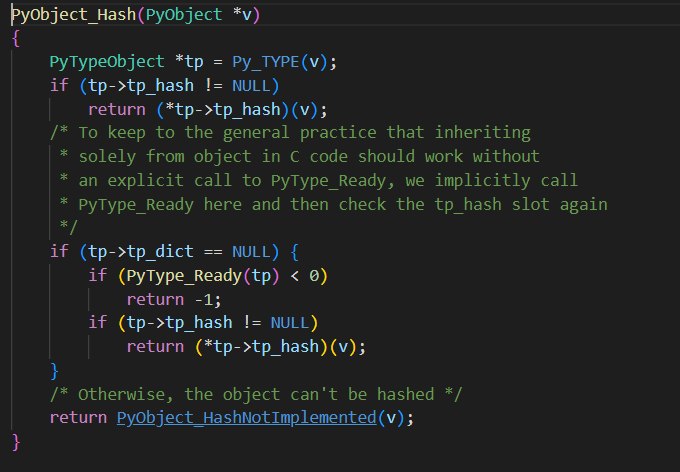 PyObject_Hash(PyObject *v)
{
    PyTypeObject *tp = Py_TYPE(v);
    if (tp->tp_hash != NULL)
        return (*tp->tp_hash)(v);
    /* To keep to the general practice that inheriting
     * solely from object in C code should work without
     * an explicit call to PyType_Ready, we implicitly call
     * PyType_Ready here and then check the tp_hash slot again
     */
    if (tp->tp_dict == NULL) {
        if (PyType_Ready(tp) < 0)
            return -1;
        if (tp->tp_hash != NULL)
            return (*tp->tp_hash)(v);
    }
    /* Otherwise, the object can't be hashed */
    return PyObject_HashNotImplemented(v);
}